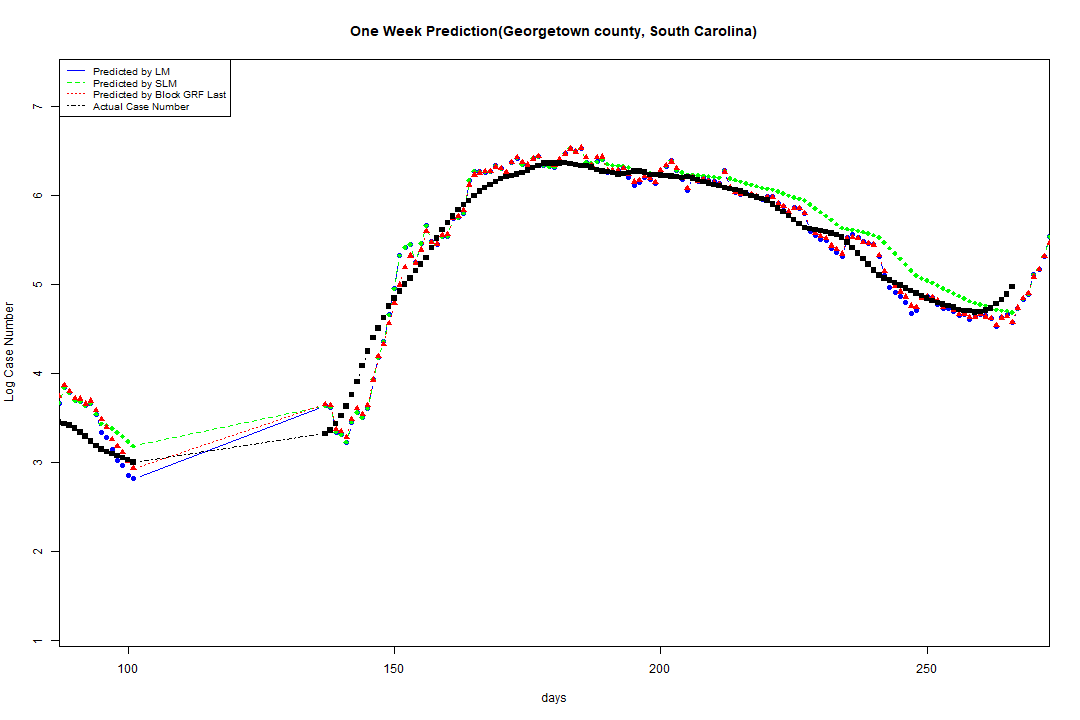 One Week Prediction(Georgetown county, South Carolina)
Predicted by LM
Predicted by SLM
Predicted by Block GRF Last
Actual Case Number
7
6
5
4
3
2
1
Log Case Number
100 150 200 250
days